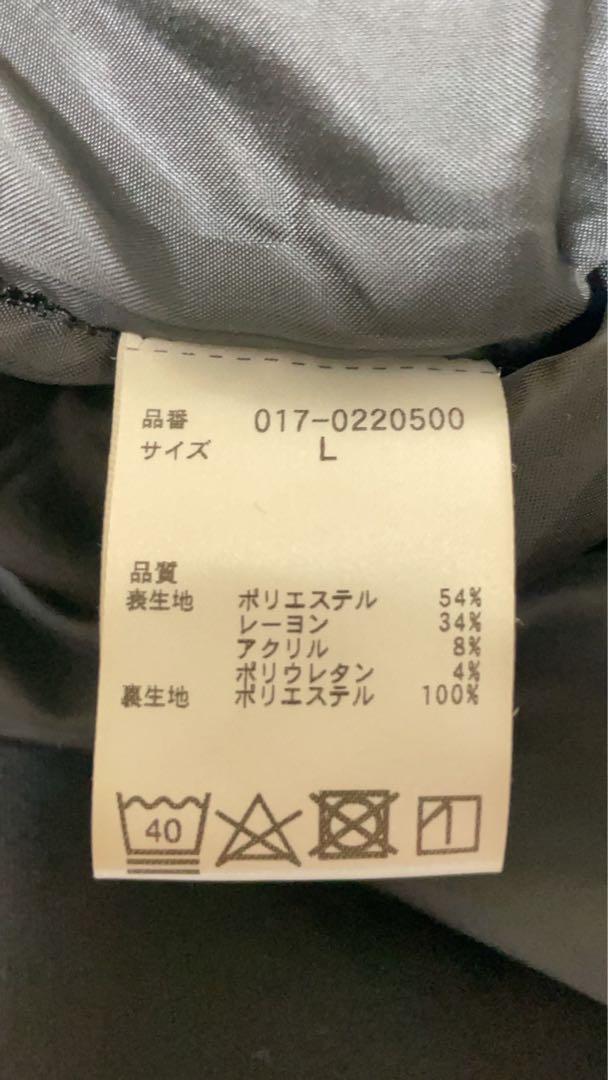 品番 017-0220500
サイズ L
品質
表生地 ポリエステル 54%
レーヨン 34%
アクリル 8%
ポリウレタン 4%
裏生地 ポリエステル 100%
40